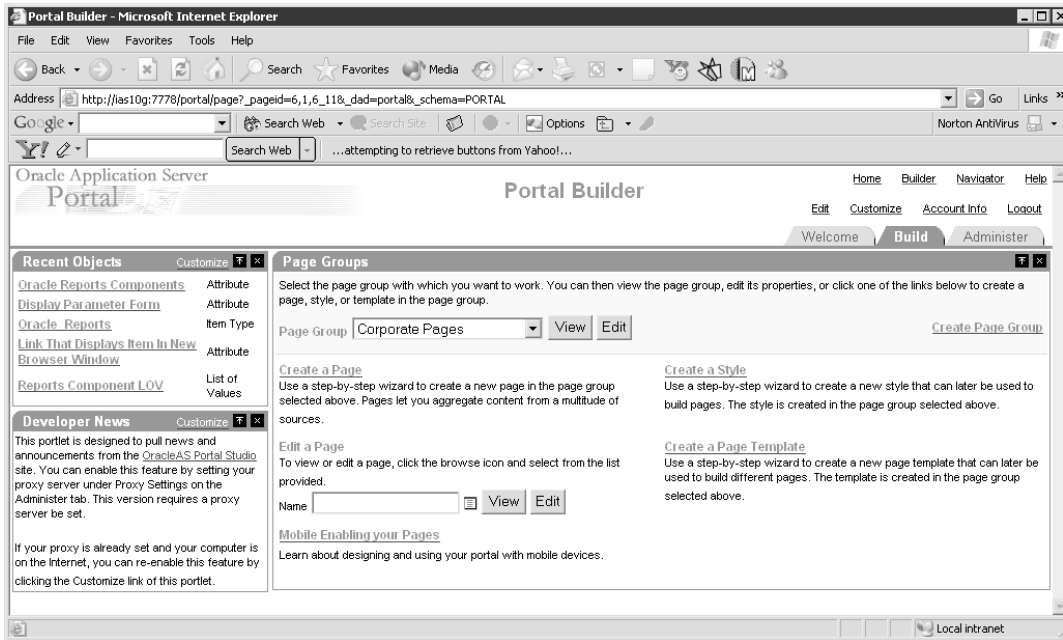 Portal Builder - Microsoft Internet Explorer
File Edit View Favorites Tools Help
Back Search Favorites Media
Address http://ias10g:7778/portal/page?_pageid=6,1,6_11&_dad=portal&_schema=PORTAL Go Links »
Google Search Web Search Site Options Norton AntiVirus
Y! Search Web ...attempting to retrieve buttons from Yahoo!...
Oracle Application Server
Portal
Portal Builder
Home Builder Navigator Help
Edit Customize Account Info Logout
Welcome Build Administer
Recent Objects Customize
Oracle Reports Components Attribute
Display Parameter Form Attribute
Oracle Reports Item Type
Link That Displays Item In New
Browser Window Attribute
Reports Component LOV List of
Values
Developer News Customize
This portlet is designed to pull news and
announcements from the OracleAS Portal Studio
site. You can enable this feature by setting your
proxy server under Proxy Settings on the
Administer tab. This version requires a proxy
server be set.
If your proxy is already set and your computer is
on the Internet, you can re-enable this feature by
clicking the Customize link of this portlet.
Page Groups
Select the page group with which you want to work. You can then view the page group, edit its properties, or click one of the links below to create a
page, style, or template in the page group.
Page Group Corporate Pages View Edit Create Page Group
Create a Page
Use a step-by-step wizard to create a new page in the page group
selected above. Pages let you aggregate content from a multitude of
sources.
Edit a Page
To view or edit a page, click the browse icon and select from the list
provided.
Name View Edit
Mobile Enabling your Pages
Learn about designing and using your portal with mobile devices.
Create a Style
Use a step-by-step wizard to create a new style that can later be used to
build pages. The style is created in the page group selected above.
Create a Page Template
Use a step-by-step wizard to create a new page template that can later be
used to build different pages. The template is created in the page group
selected above.
Local intranet